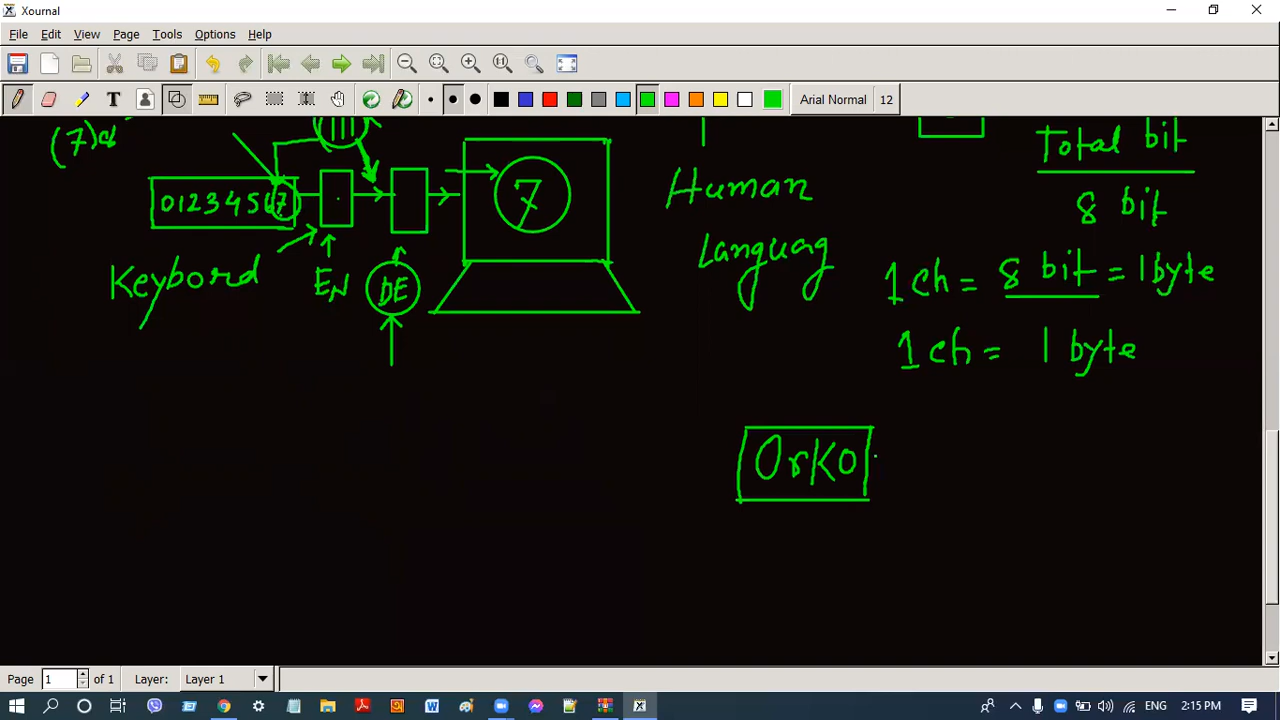 Xournal
File Edit View Page Tools Options Help
Arial Normal 12
(7)d
111
01234567
7
Keybord
EN
DE
Human
Languag
Total bit
8 bit
1 ch = 8 bit = 1 byte
1 ch = 1 byte
Orko
Page 1 of 1 Layer: Layer 1
ENG 2:15 PM